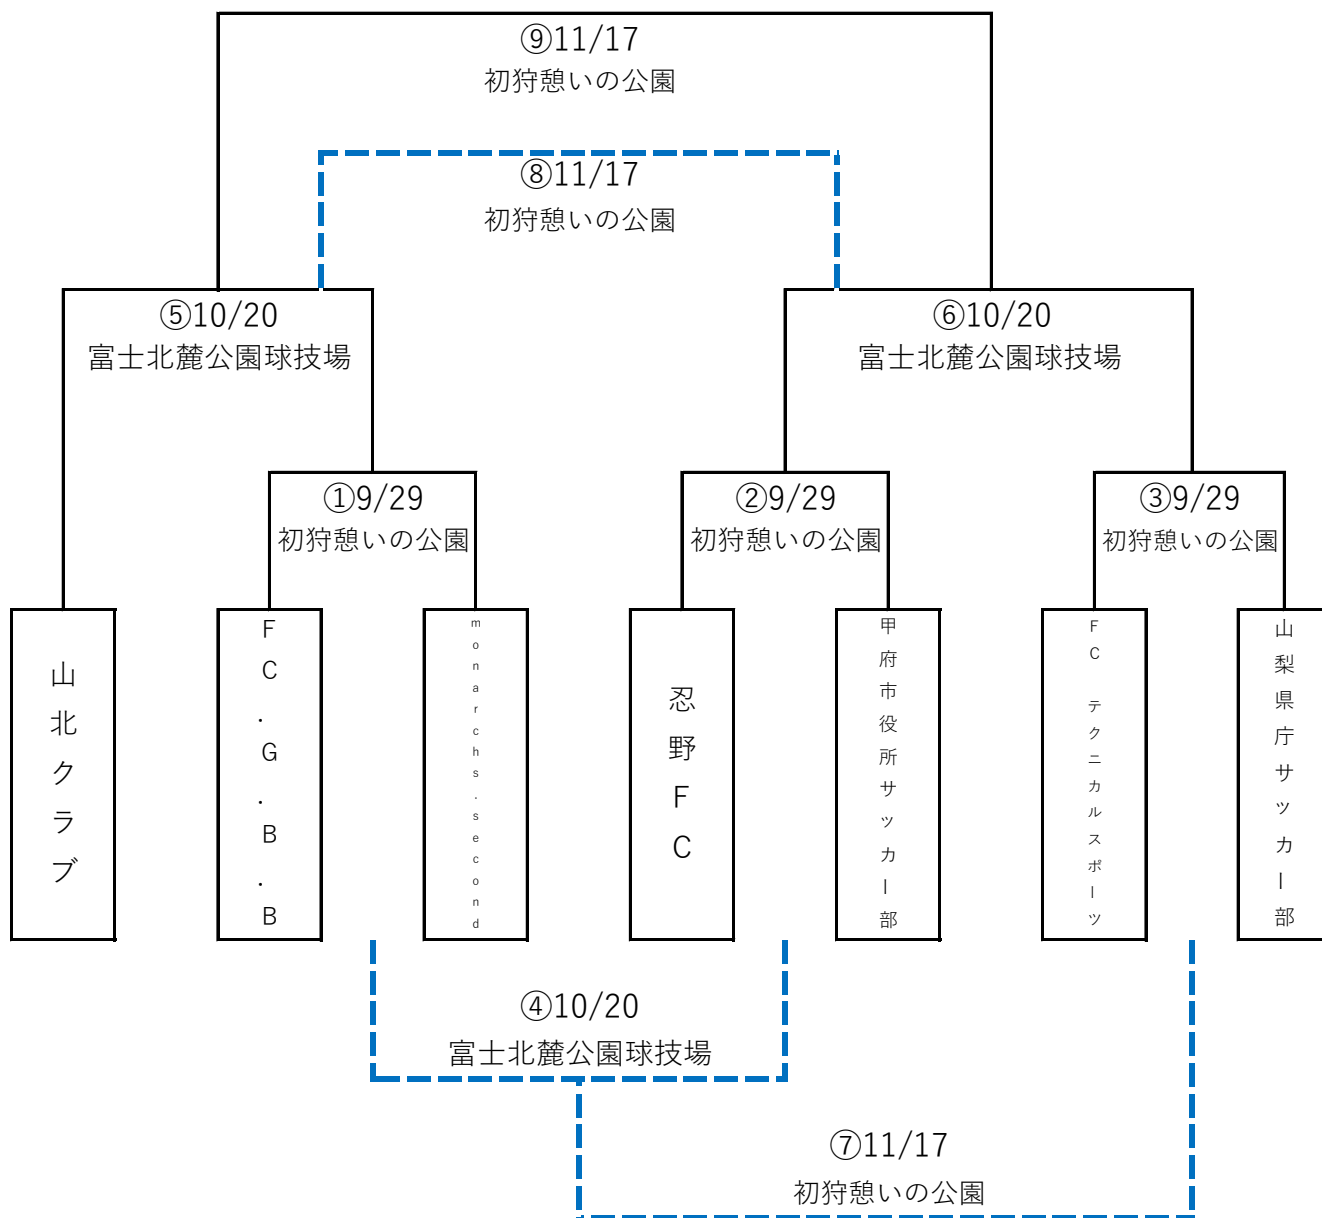 ⑨11/17
初狩憩いの公園
⑧11/17
初狩憩いの公園
⑤10/20
富士北麓公園球技場
⑥10/20
富士北麓公園球技場
①9/29
初狩憩いの公園
②9/29
初狩憩いの公園
③9/29
初狩憩いの公園
山北クラブ
FC.G.B.B
monarchs.second
忍野FC
甲府市役所サッカー部
FC テクニカルスポーツ
山梨県庁サッカー部
④10/20
富士北麓公園球技場
⑦11/17
初狩憩いの公園